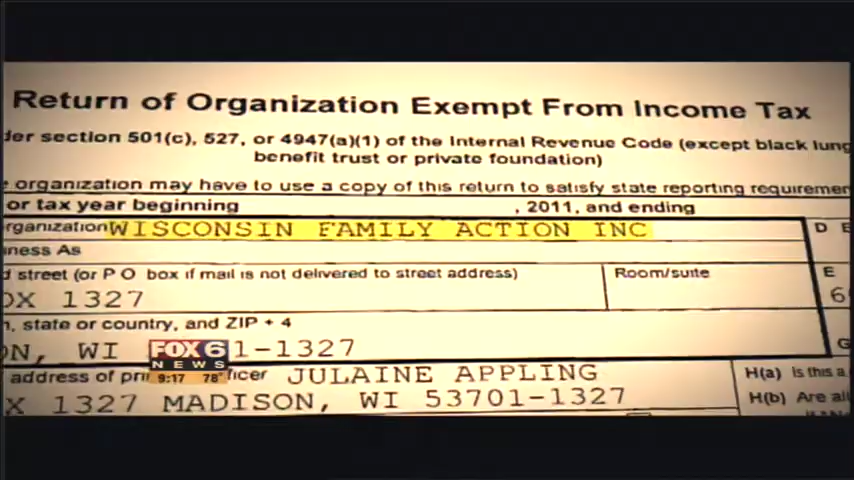 Return of Organization Exempt From Income Tax
der section 501(c), 527, or 4947(a)(1) of the Internal Revenue Code (except black lung
benefit trust or private foundation)
organization may have to use a copy of this return to satisfy state reporting requiremen
or tax year beginning , 2011, and ending
rganization WISCONSIN FAMILY ACTION INC D E
iness As
d street (or P O box if mail is not delivered to street address) Room/suite E
OX 1327 6
n, state or country, and ZIP + 4
ON, WI 1-1327 G
FOX 6
NEWS
9:17 78°
address of pri ficer JULAINE APPLING H(a) Is this a
X 1327 MADISON, WI 53701-1327 H(b) Are all